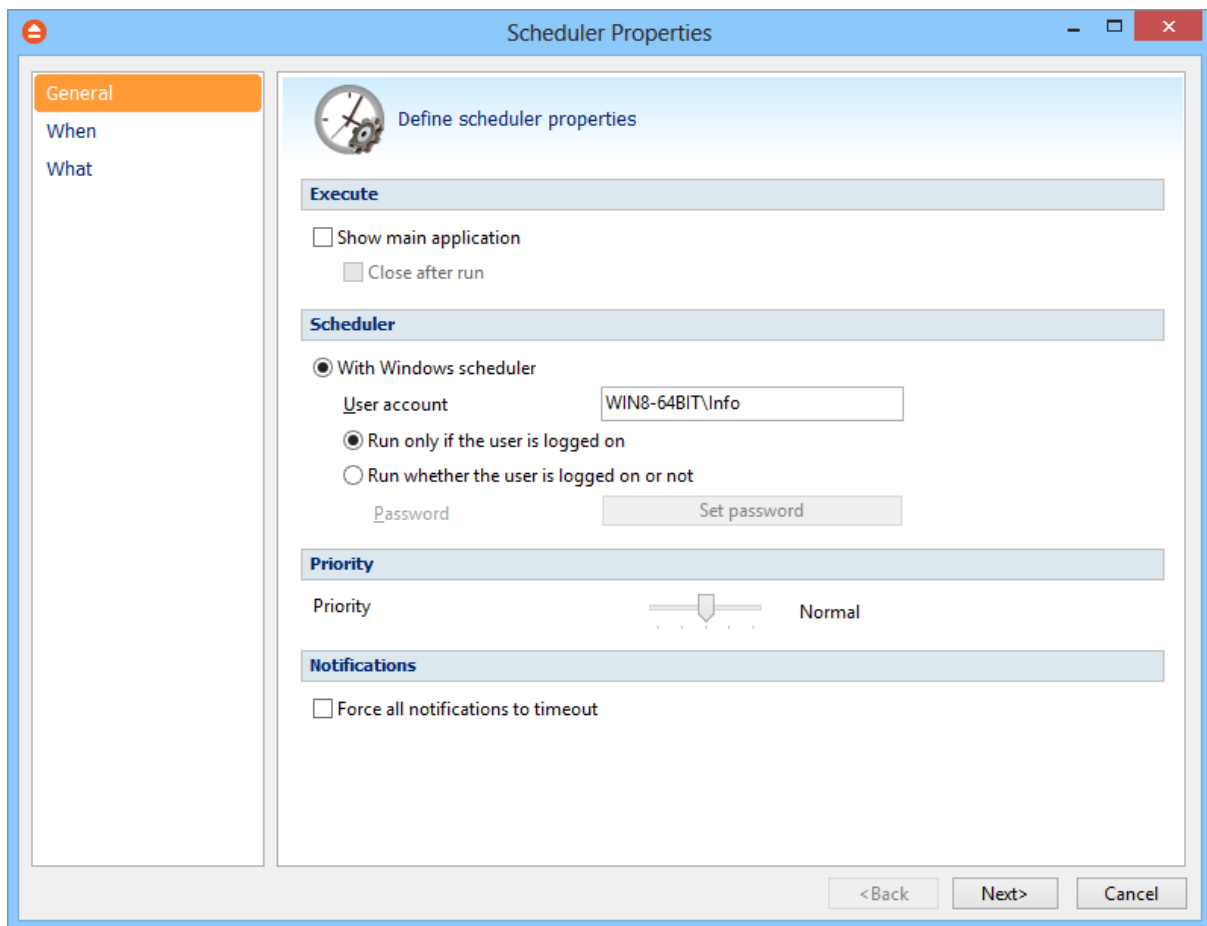 Scheduler Properties
General
When
What
Define scheduler properties
Execute
Show main application
Close after run
Scheduler
With Windows scheduler
User account WIN8-64BIT\Info
Run only if the user is logged on
Run whether the user is logged on or not
Password Set password
Priority
Priority Normal
Notifications
Force all notifications to timeout
<Back Next> Cancel